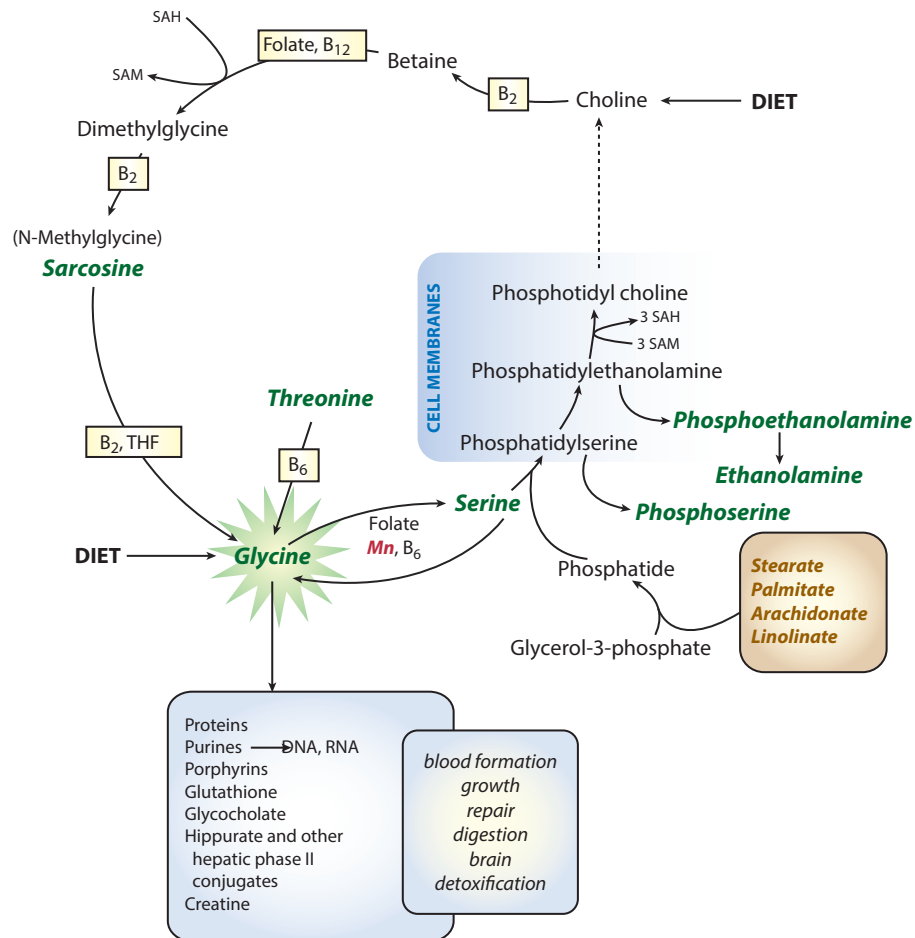 SAH
Folate, B12
Betaine
SAM
B2
Choline
DIET
Dimethylglycine
B2
(N-Methylglycine)
Sarcosine
CELL MEMBRANES
Phosphotidyl choline
3 SAH
3 SAM
Phosphatidylethanolamine
Threonine
Phosphoethanolamine
B2, THF
Phosphatidylserine
B6
Ethanolamine
Serine
Phosphoserine
Folate
Mn, B6
DIET
Glycine
Phosphatide
Stearate
Palmitate
Arachidonate
Linolinate
Glycerol-3-phosphate
Proteins
Purines DNA, RNA
Porphyrins
Glutathione
Glycocholate
Hippurate and other
hepatic phase II
conjugates
Creatine
blood formation
growth
repair
digestion
brain
detoxification